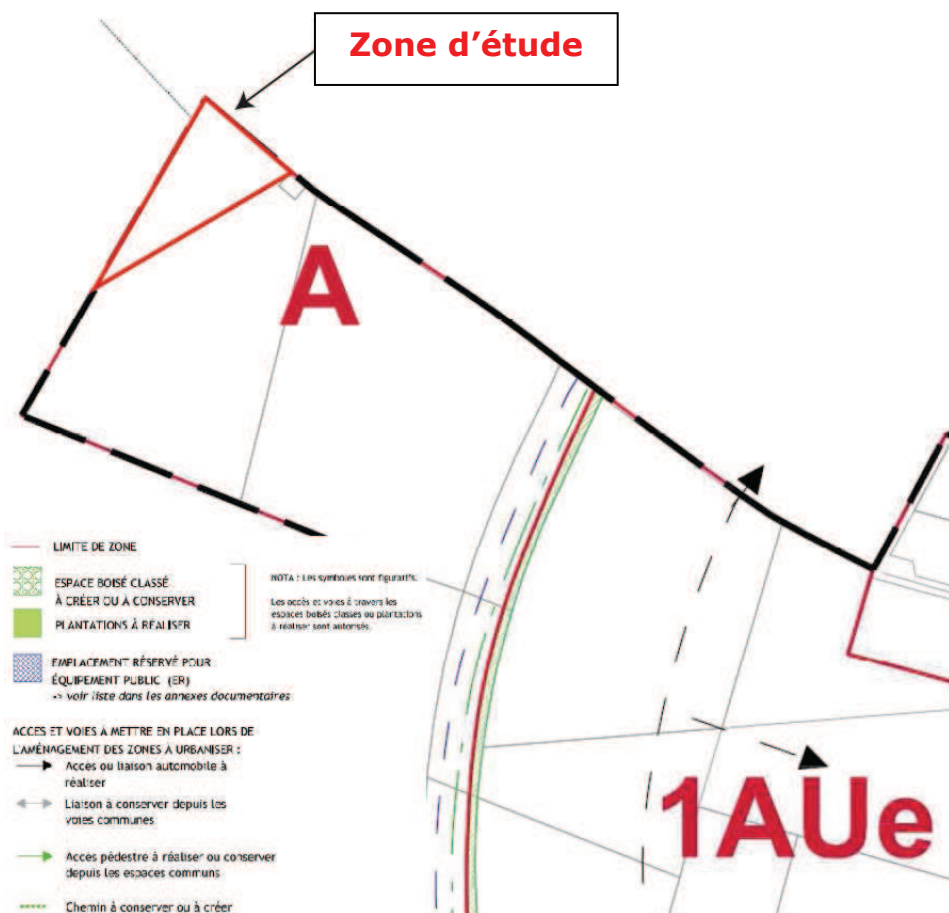 Zone d'étude
A
LIMITE DE ZONE
ESPACE BOISÉ CLASSÉ
À CRÉER OU À CONSERVER
PLANTATIONS À RÉALISER
NOTA : Les symboles sont figuratifs.
Les accès et voies à travers les
espaces boisés classés ou plantations
à réaliser sont autorisés.
EMPLACEMENT RÉSERVÉ POUR
ÉQUIPEMENT PUBLIC (ER)
-> voir liste dans les annexes documentaires
ACCES ET VOIES À METTRE EN PLACE LORS DE
L'AMÉNAGEMENT DES ZONES À URBANISER :
Accès ou liaison automobile à
réaliser
Liaison à conserver depuis les
voies communes
Accès pédestre à réaliser ou conserver
depuis les espaces communs
Chemin à conserver ou à créer
1AUe